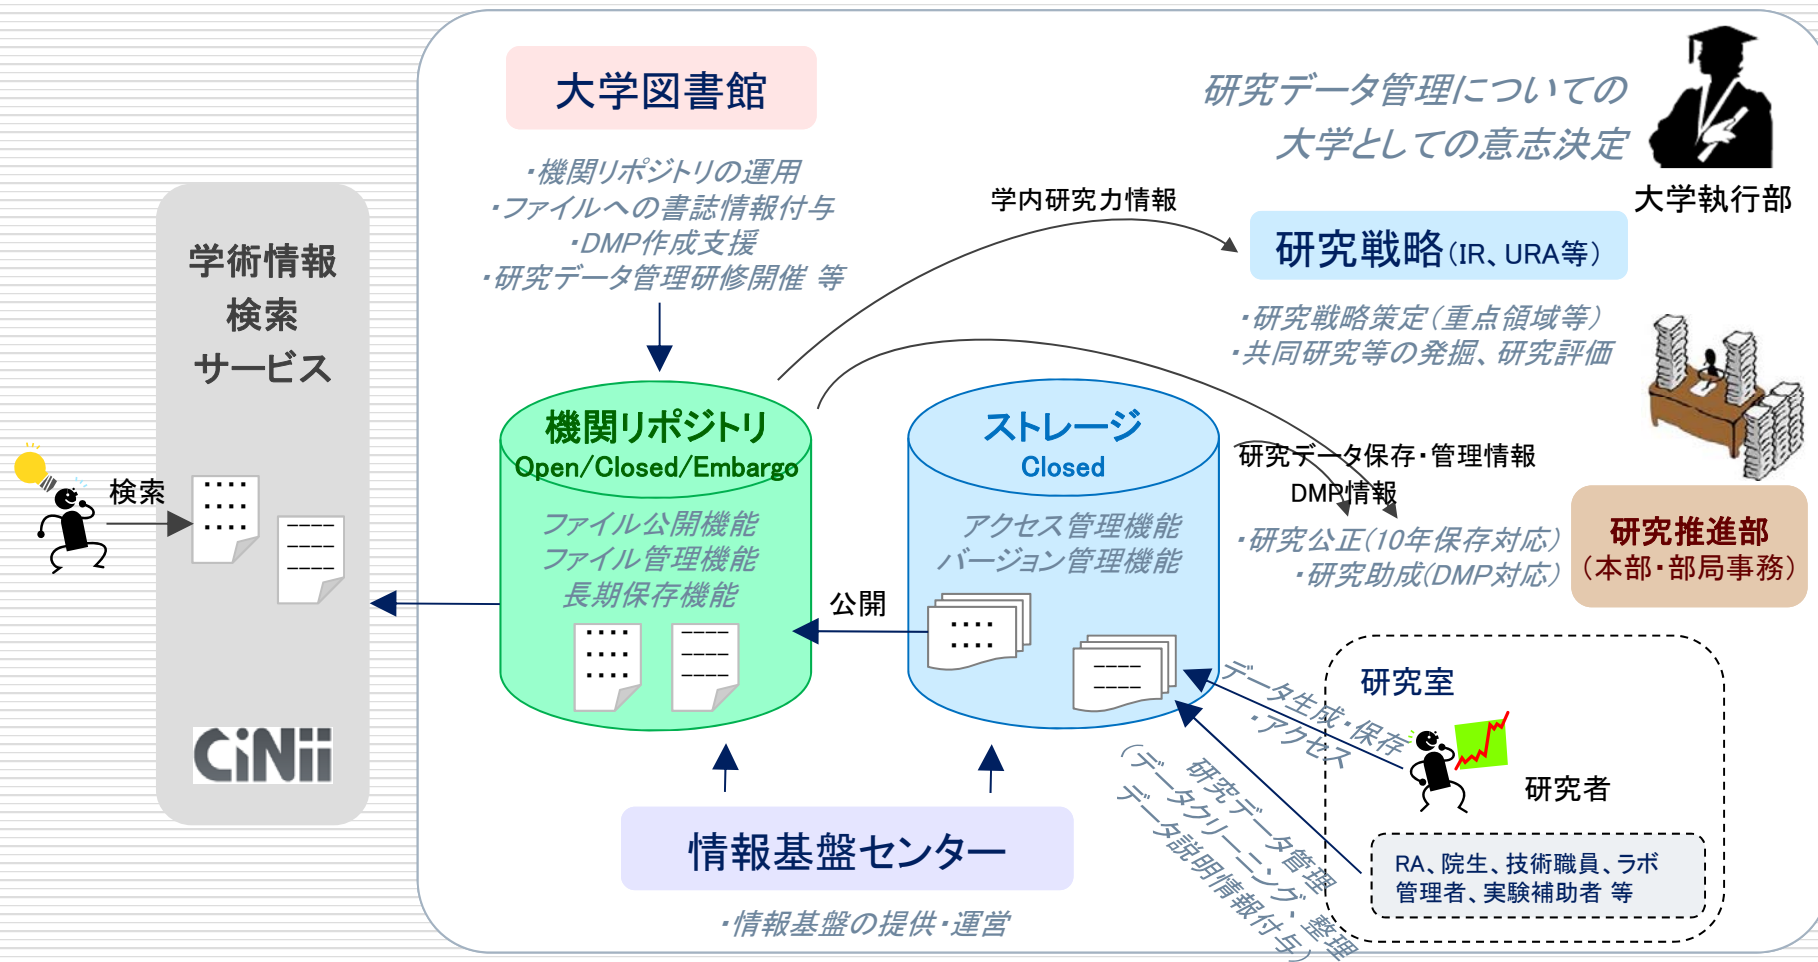 大学図書館
・機関リポジトリの運用
・ファイルへの書誌情報付与
・DMP作成支援
・研究データ管理研修開催 等
研究データ管理についての
大学としての意志決定
大学執行部
学内研究力情報
研究戦略(IR、URA等)
・研究戦略策定(重点領域等)
・共同研究等の発掘、研究評価
学術情報
検索
サービス
検索
CiNii
機関リポジトリ
Open/Closed/Embargo
ファイル公開機能
ファイル管理機能
長期保存機能
公開
ストレージ
Closed
アクセス管理機能
バージョン管理機能
研究データ保存・管理情報
DMP情報
・研究公正(10年保存対応)
・研究助成(DMP対応)
研究推進部
(本部・部局事務)
研究室
データ生成・保存
・アクセス
研究者
研究データ管理
(データクリーニング、整理
データ説明情報付与)
RA、院生、技術職員、ラボ
管理者、実験補助者 等
情報基盤センター
・情報基盤の提供・運営